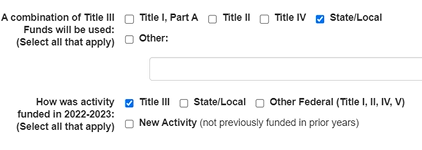 A combination of Title III Funds will be used: (Select all that apply)
Title I, Part A Title II Title IV State/Local
Other:
How was activity funded in 2022-2023: (Select all that apply)
Title III State/Local Other Federal (Title I, II, IV, V)
New Activity (not previously funded in prior years)